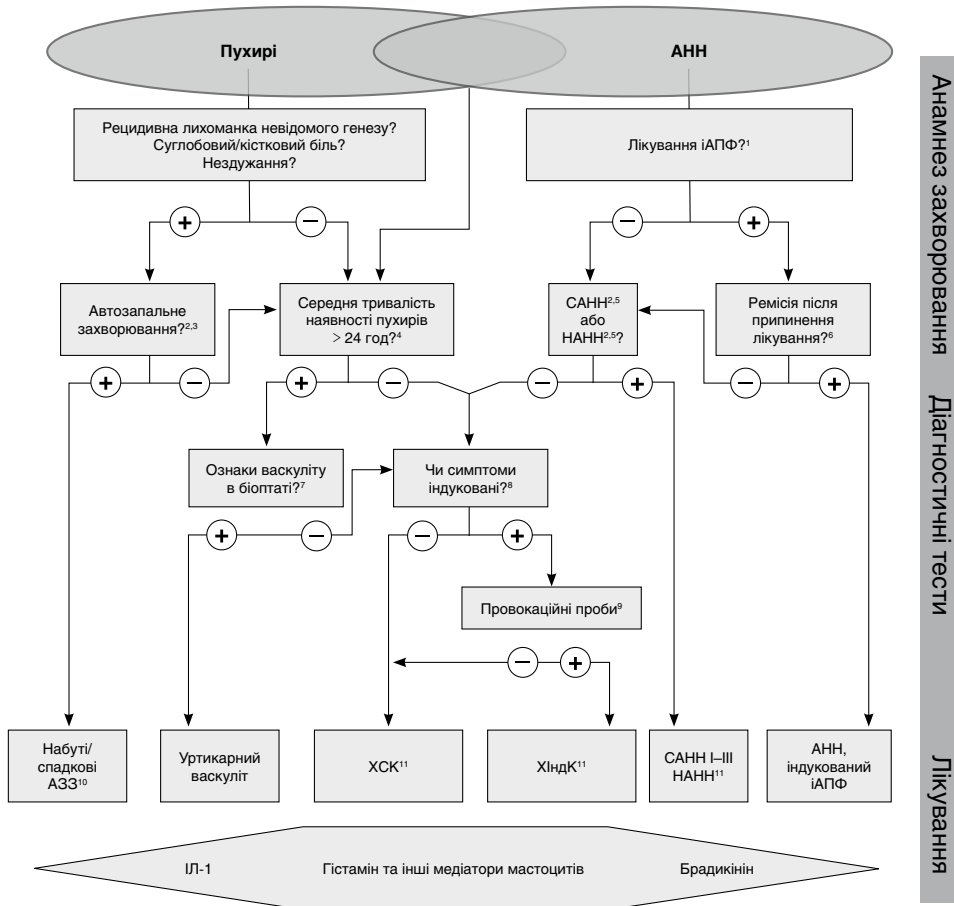 Пухирі
АНН
Рецидивна лихоманка невідомого генезу?
Суглобовий/кістковий біль?
Нездужання?
Лікування іАПФ?¹
+
−
−
+
Автозапальне
захворювання?²,³
Середня тривалість
наявності пухирів
> 24 год?⁴
САНН²,⁵
або
НАНН²,⁵?
Ремісія після
припинення
лікування?⁶
+
−
+
−
−
+
−
+
Ознаки васкуліту
в біоптаті?⁷
Чи симптоми
індуковані?⁸
+
−
−
+
Провокаційні проби⁹
−
+
Набуті/
спадкові
АЗЗ¹⁰
Уртикарний
васкуліт
ХСК¹¹
ХІндК¹¹
САНН I–III
НАНН¹¹
АНН,
індукований
іАПФ
ІЛ-1
Гістамін та інші медіатори мастоцитів
Брадикінін
Анамнез захворювання
Діагностичні тести
Лікування